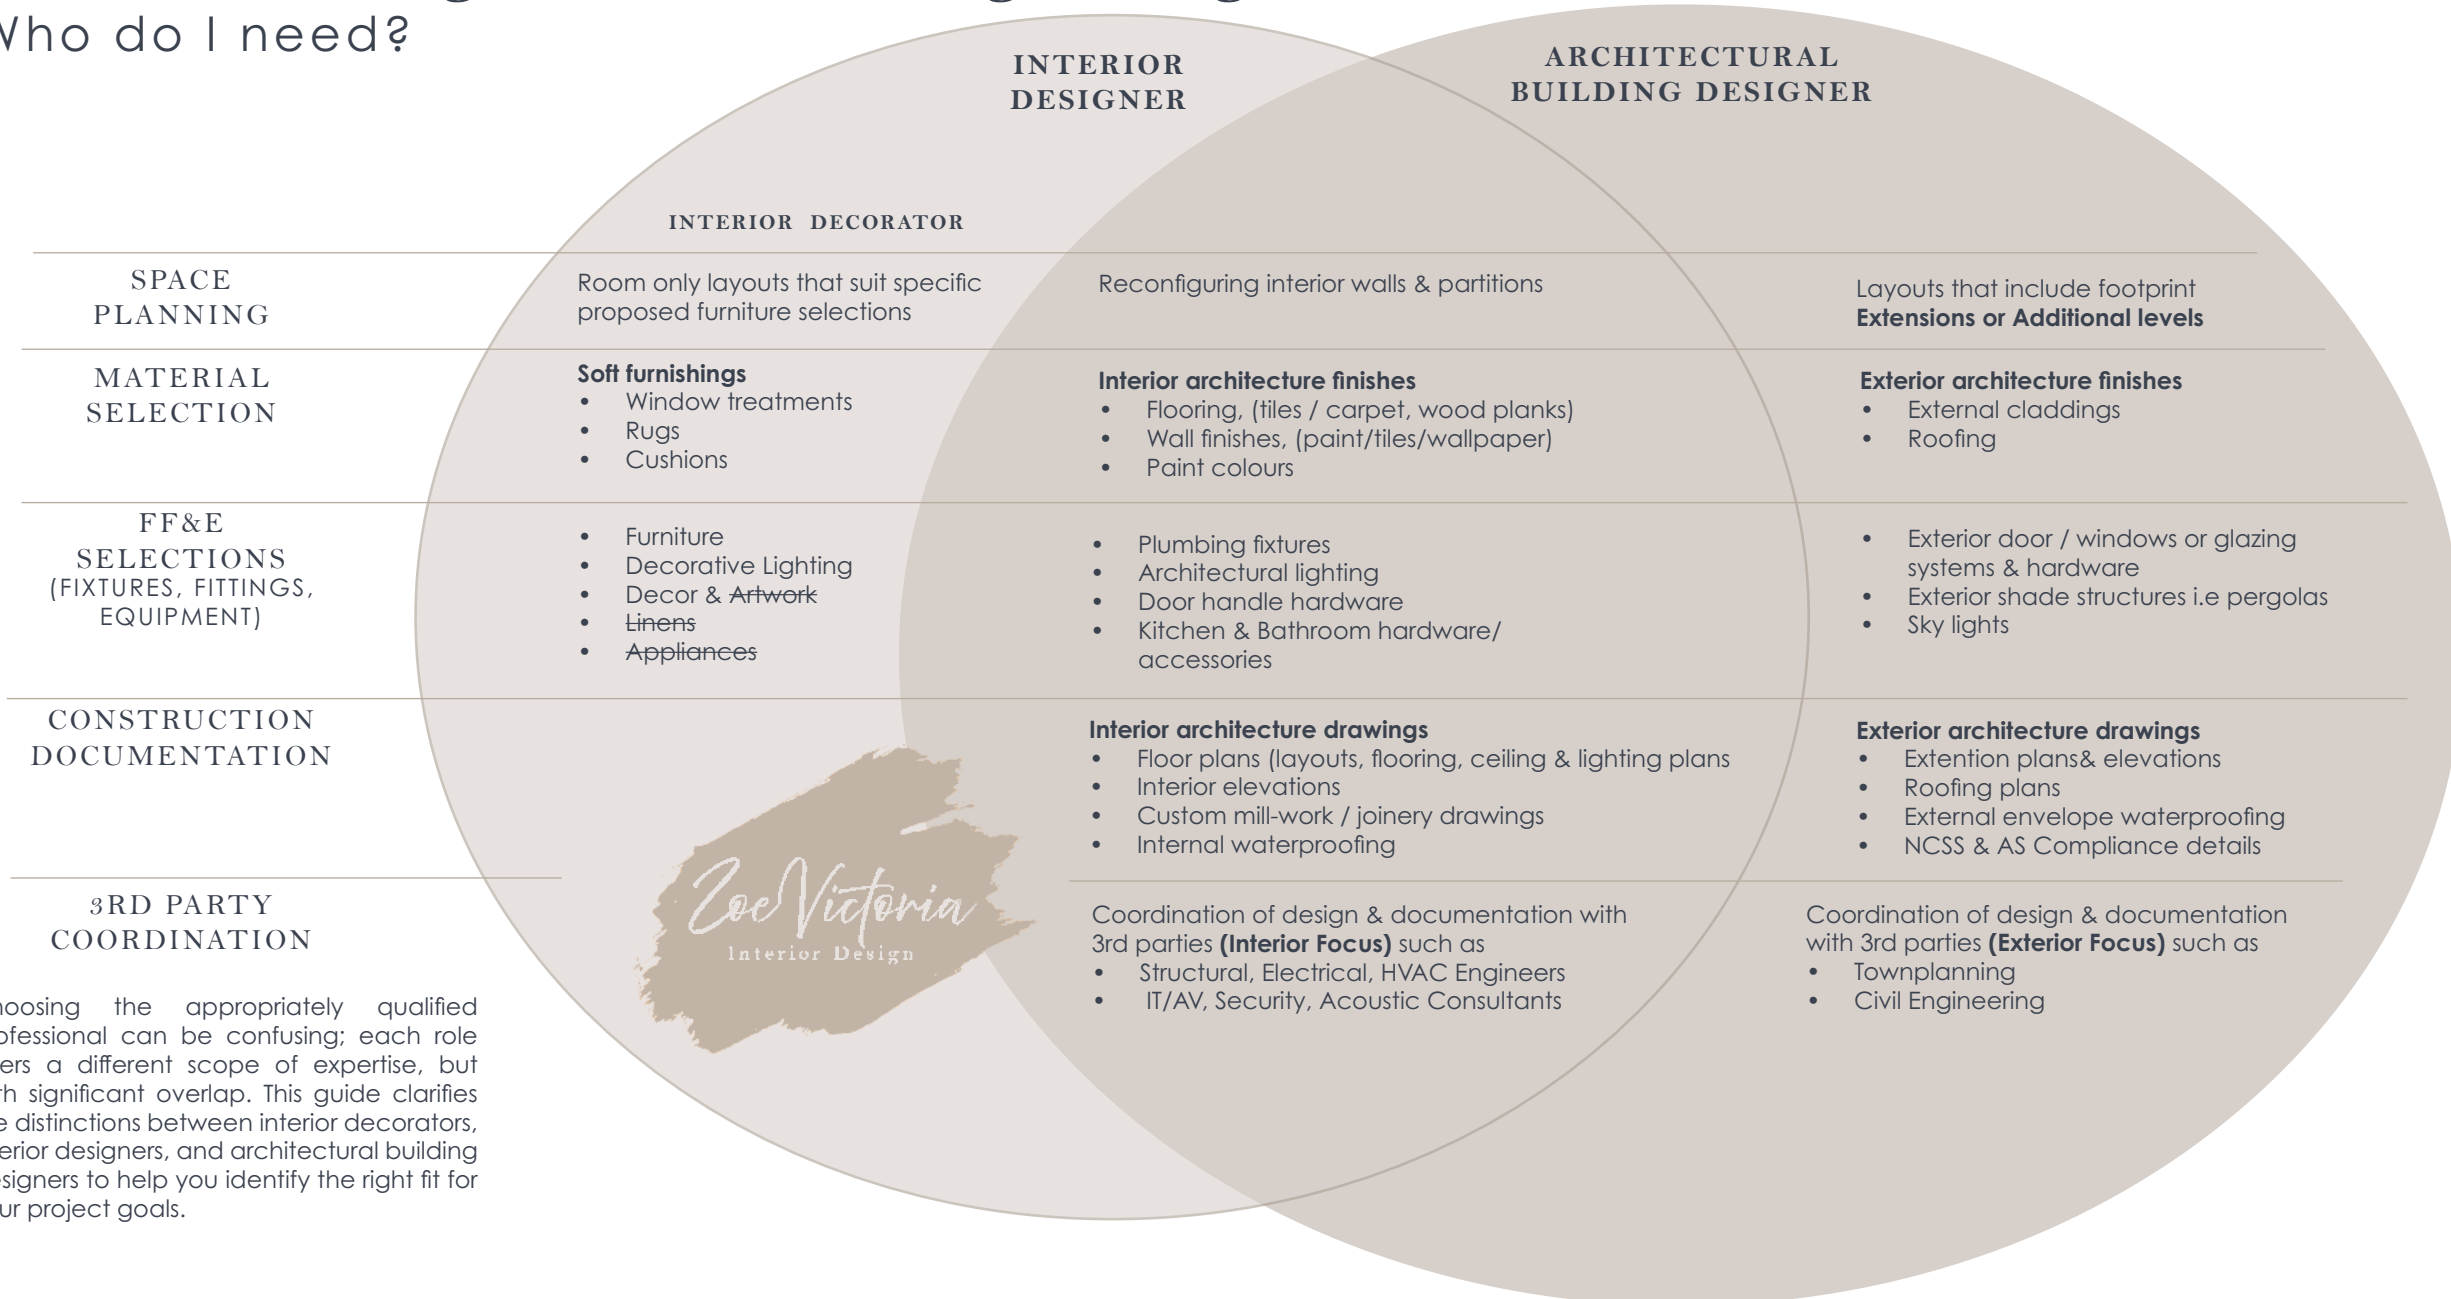 Who do I need?
INTERIOR
DESIGNER
ARCHITECTURAL
BUILDING DESIGNER
INTERIOR DECORATOR
SPACE
PLANNING
Room only layouts that suit specific
proposed furniture selections
Reconfiguring interior walls & partitions
Layouts that include footprint
Extensions or Additional levels
MATERIAL
SELECTION
Soft furnishings
• Window treatments
• Rugs
• Cushions
Interior architecture finishes
• Flooring, (tiles / carpet, wood planks)
• Wall finishes, (paint/tiles/wallpaper)
• Paint colours
Exterior architecture finishes
• External claddings
• Roofing
FF&E
SELECTIONS
(FIXTURES, FITTINGS,
EQUIPMENT)
• Furniture
• Decorative Lighting
• Decor & Artwork
• Linens
• Appliances
• Plumbing fixtures
• Architectural lighting
• Door handle hardware
• Kitchen & Bathroom hardware/
accessories
• Exterior door / windows or glazing
systems & hardware
• Exterior shade structures i.e pergolas
• Sky lights
CONSTRUCTION
DOCUMENTATION
Interior architecture drawings
• Floor plans (layouts, flooring, ceiling & lighting plans
• Interior elevations
• Custom mill-work / joinery drawings
• Internal waterproofing
Exterior architecture drawings
• Extention plans& elevations
• Roofing plans
• External envelope waterproofing
• NCSS & AS Compliance details
Zoe Victoria
Interior Design
3RD PARTY
COORDINATION
Coordination of design & documentation with
3rd parties (Interior Focus) such as
• Structural, Electrical, HVAC Engineers
• IT/AV, Security, Acoustic Consultants
Coordination of design & documentation
with 3rd parties (Exterior Focus) such as
• Townplanning
• Civil Engineering
the appropriately qualified
can be confusing; each role
a different scope of expertise, but
significant overlap. This guide clarifies
distinctions between interior decorators,
designers, and architectural building
designers to help you identify the right fit for
project goals.